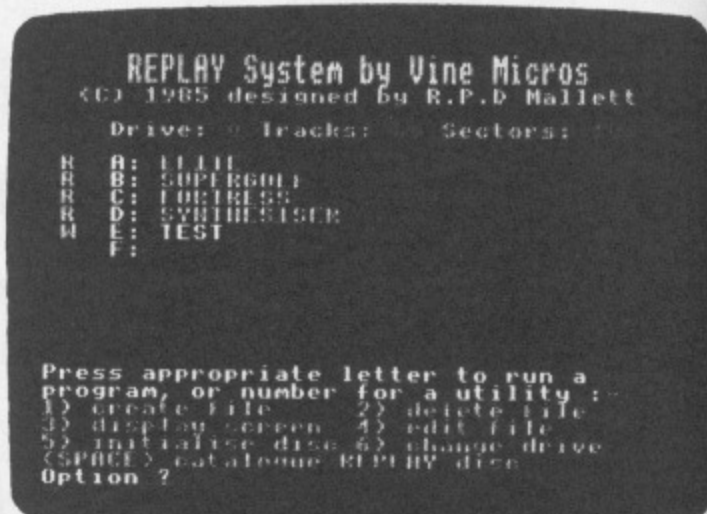 REPLAY System by Vine Micros
(C) 1985 designed by R.P.D Mallett
Drive: Tracks: Sectors:
R A: ELITE
R B: SUPERGOLF
R C: FORTRESS
R D: SYNTHESISER
W E: TEST
F:
Press appropriate letter to run a
program, or number for a utility :-
1) create file 2) delete file
3) display screen 4) edit file
5) initialise disc 6) change drive
(SPACE) catalogue REPLAY disc
Option ?